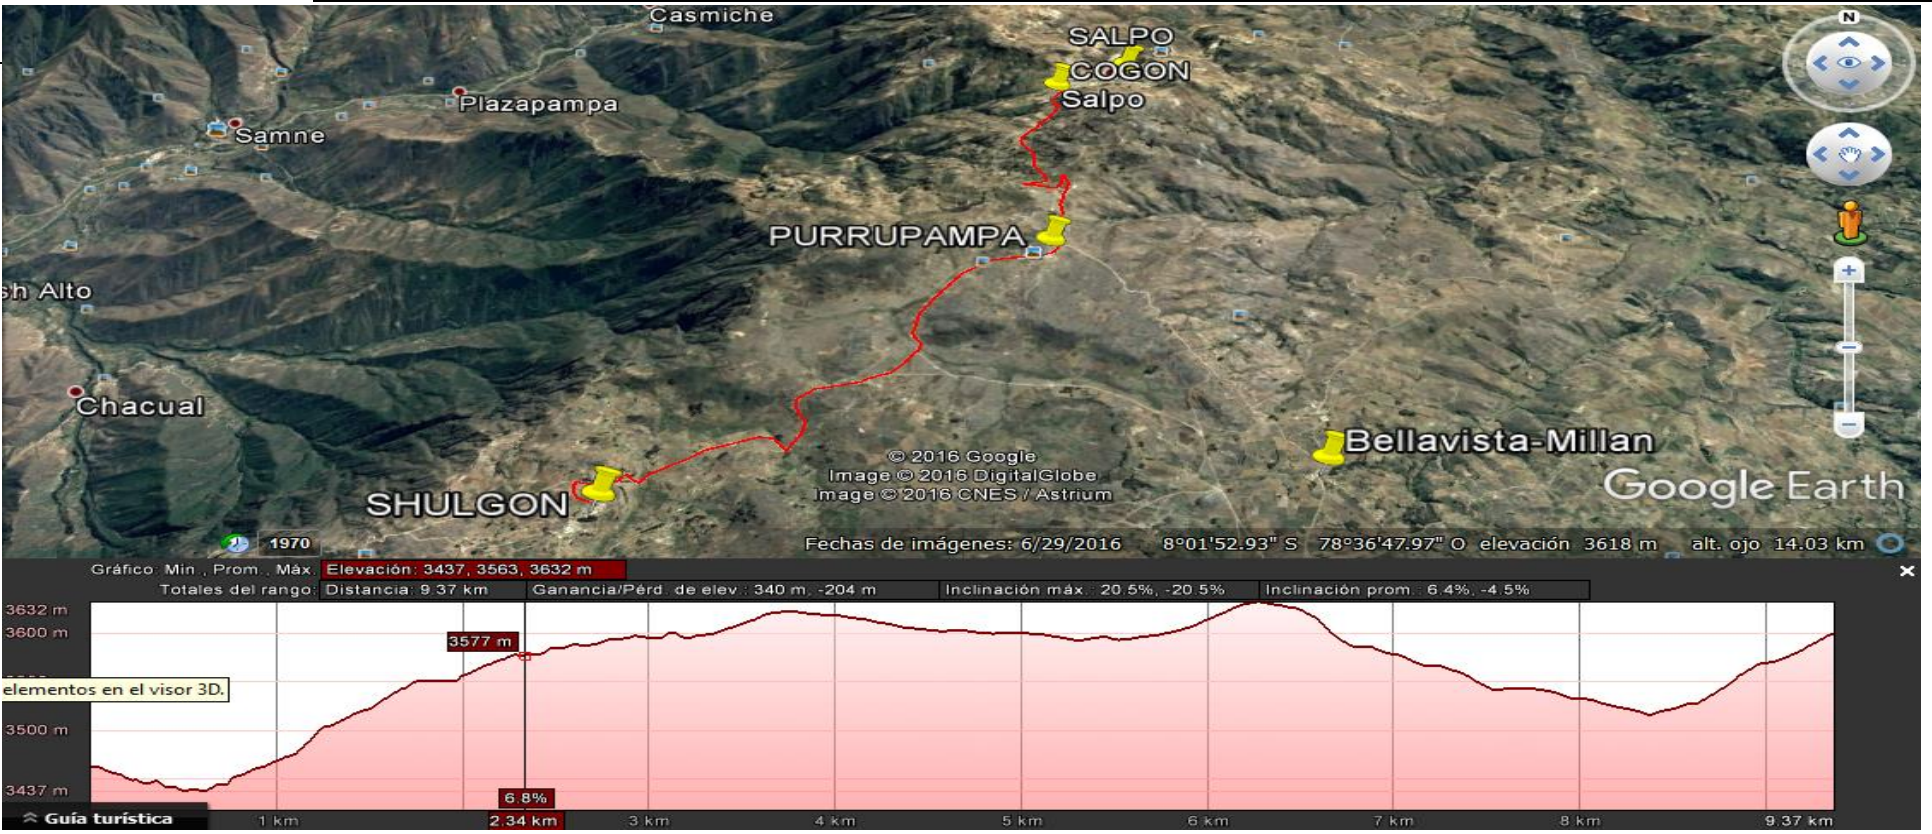 Casmiche
SALPO
COGON
Salpo
Plazapampa
Samne
N
PURRUPAMPA
sh Alto
Chacual
Bellavista-Millan
SHULGON
© 2016 Google
Image © 2016 DigitalGlobe
Image © 2016 CNES / Astrium
Google Earth
1970
Fechas de imágenes: 6/29/2016 8°01'52.93" S 78°36'47.97" O elevación 3618 m alt. ojo 14.03 km
Gráfico: Min., Prom., Máx. Elevación: 3437, 3563, 3632 m
Totales del rango: Distancia: 9.37 km Ganancia/Pérd. de elev.: 340 m, -204 m Inclinación máx.: 20.5%, -20.5% Inclinación prom.: 6.4%, -4.5%
3632 m
3600 m
3577 m
elementos en el visor 3D.
3500 m
3437 m
6.8%
Guía turística
1 km 2.34 km 3 km 4 km 5 km 6 km 7 km 8 km 9.37 km